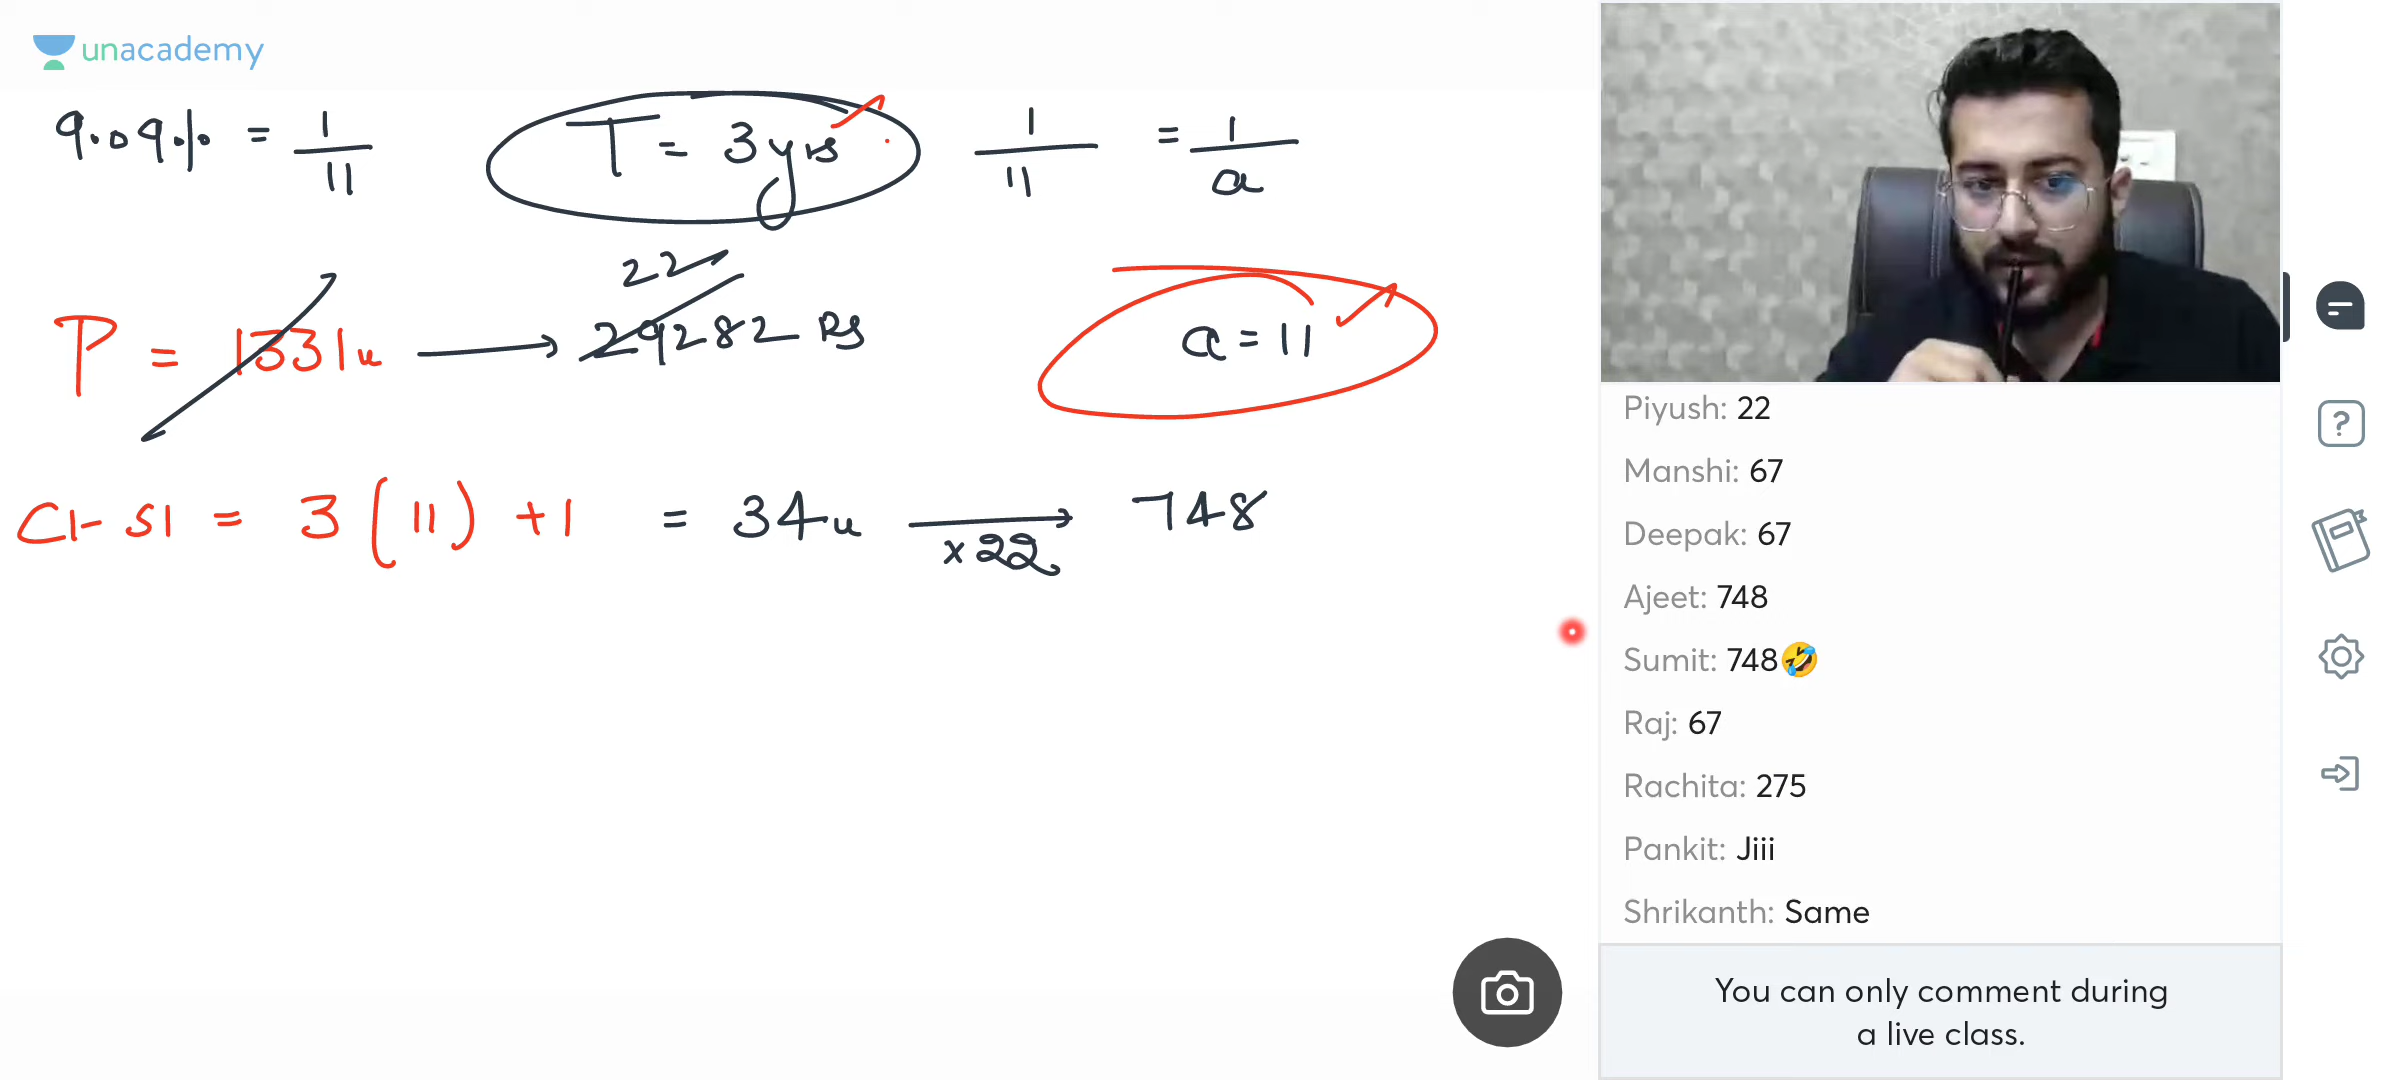 unacademy
9.09% = 1/11
T = 3 yrs
1/11 = 1/a
22
P = 1331u → 29282 Rs
a = 11
CI - SI = 3 (11) + 1 = 34u → 748
×22
Piyush: 22
Manshi: 67
Deepak: 67
Ajeet: 748
Sumit: 748🤣
Raj: 67
Rachita: 275
Pankit: Jiii
Shrikanth: Same
You can only comment during
a live class.
?